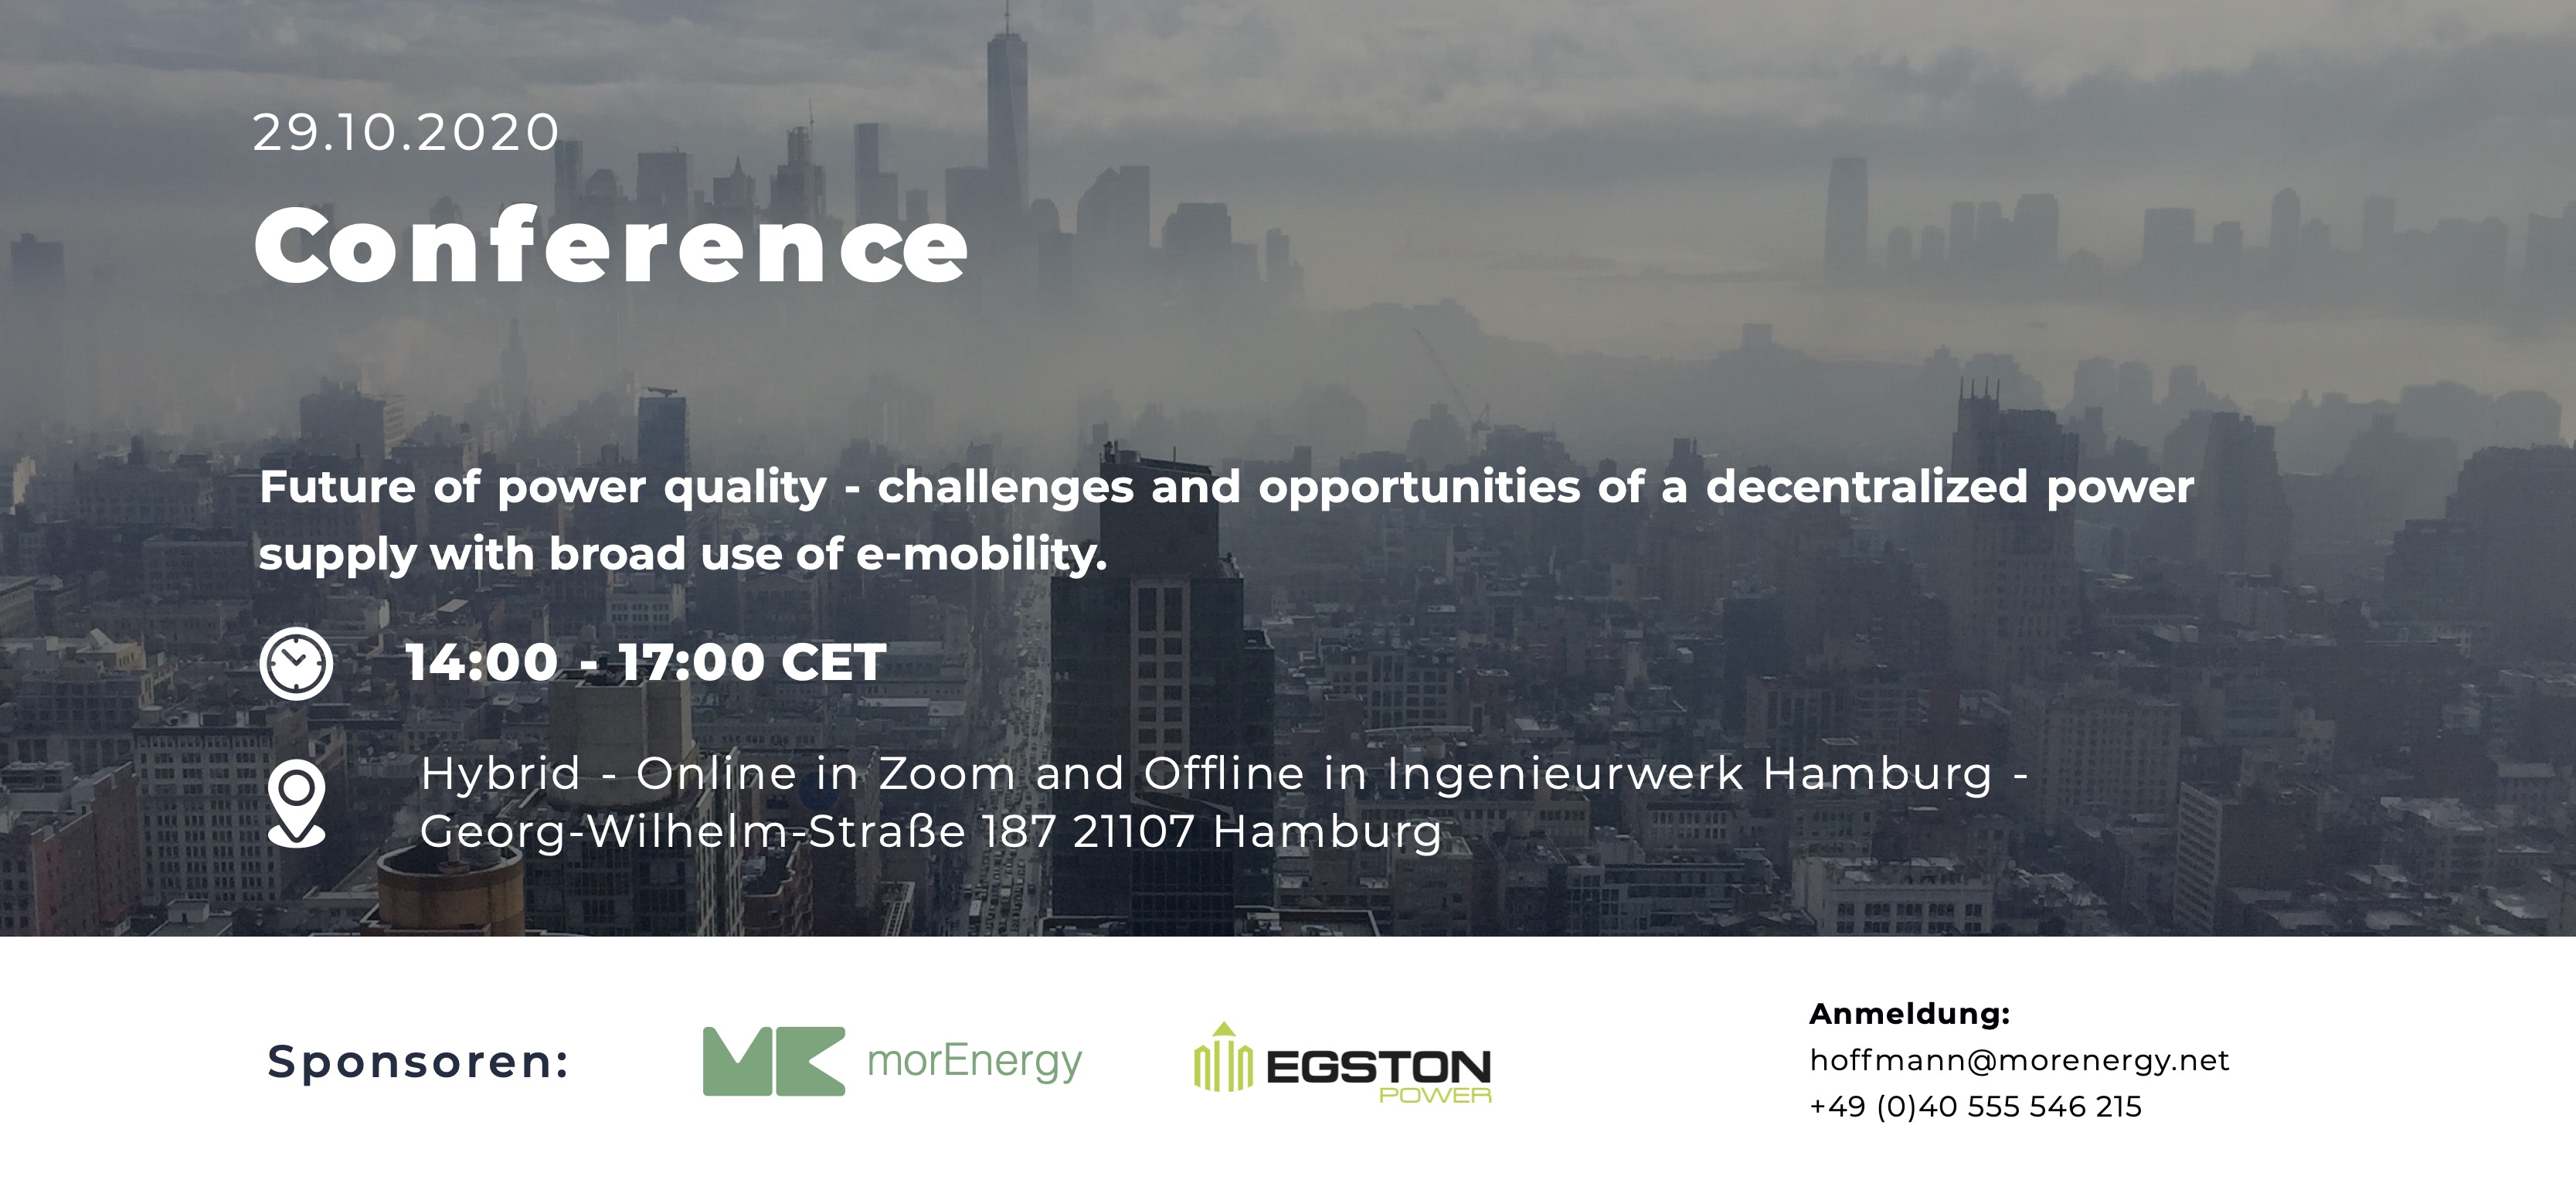 29.10.2020
Conference
Future of power quality - challenges and opportunities of a decentralized power
supply with broad use of e-mobility.
14:00 - 17:00 CET
Hybrid - Online in Zoom and Offline in Ingenieurwerk Hamburg -
Georg-Wilhelm-Straße 187 21107 Hamburg
Sponsoren:
morEnergy
EGSTON
POWER
Anmeldung:
hoffmann@morenergy.net
+49 (0)40 555 546 215